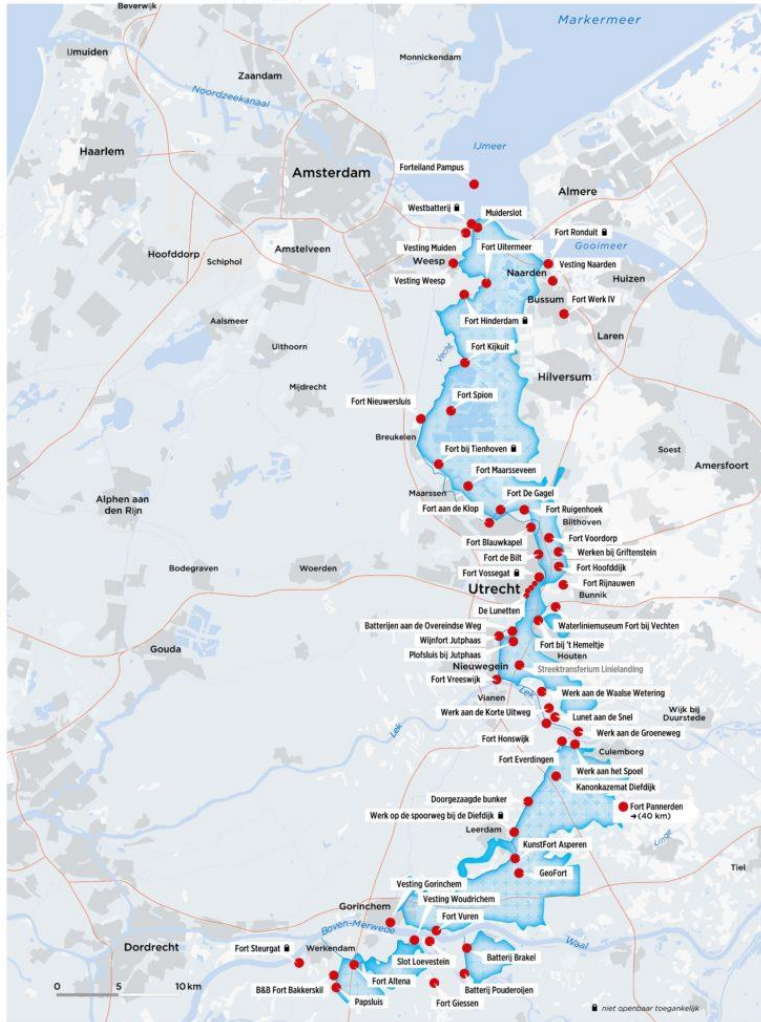 Beverwijk
Markermeer
IJmuiden
Monnickendam
Zaandam
Noordzeekanaal
IJmeer
Haarlem
Amsterdam
Forteiland Pampus
Almere
Westbatterij
Muiderslot
Fort Ronduit
Vesting Muiden
Fort Uitermeer
Gooimeer
Hoofddorp
Amstelveen
Schiphol
Weesp
Vesting Naarden
Naarden
Huizen
Vesting Weesp
Bussum
Fort Werk IV
Aalsmeer
Fort Hinderdam
Laren
Uithoorn
Vecht
Fort Kijkuit
Hilversum
Mijdrecht
Fort Spion
Fort Nieuwersluis
Breukelen
Fort bij Tienhoven
Soest
Amersfoort
Fort Maarsseveen
Maarssen
Alphen aan
den Rijn
Fort De Gagel
Fort aan de Klop
Fort Ruigenhoek
Bilthoven
Fort Blauwkapel
Fort Voordorp
Fort de Bilt
Werken bij Griftenstein
Bodegraven
Woerden
Fort Hoofddijk
Fort Vossegat
Fort Rijnauwen
Utrecht
Bunnik
De Lunetten
Batterijen aan de Overeindse Weg
Waterliniemuseum Fort bij Vechten
Wijnfort Jutphaas
Fort bij 't Hemeltje
Plofsluis bij Jutphaas
Houten
Gouda
Nieuwegein
Streektransferium Linielanding
Fort Vreeswijk
Lek
Vianen
Werk aan de Waalse Wetering
Werk aan de Korte Uitweg
Wijk bij
Duurstede
Lunet aan de Snel
Lek
Werk aan de Groeneweg
Fort Honswijk
Culemborg
Fort Everdingen
Werk aan het Spoel
Kanonkazemat Diefdijk
Doorgezaagde bunker
Fort Pannerden
→(40 km)
Werk op de spoorweg bij de Diefdijk
Leerdam
Linge
KunstFort Asperen
GeoFort
Tiel
Vesting Gorinchem
Vesting Woudrichem
Gorinchem
Fort Vuren
Boven-Merwede
Waal
Dordrecht
Fort Steurgat
Werkendam
Slot Loevestein
Batterij Brakel
Fort Altena
B&B Fort Bakkerskil
Batterij Pouderoijen
Papsluis
Fort Giessen
0 5 10 km
niet openbaar toegankelijk